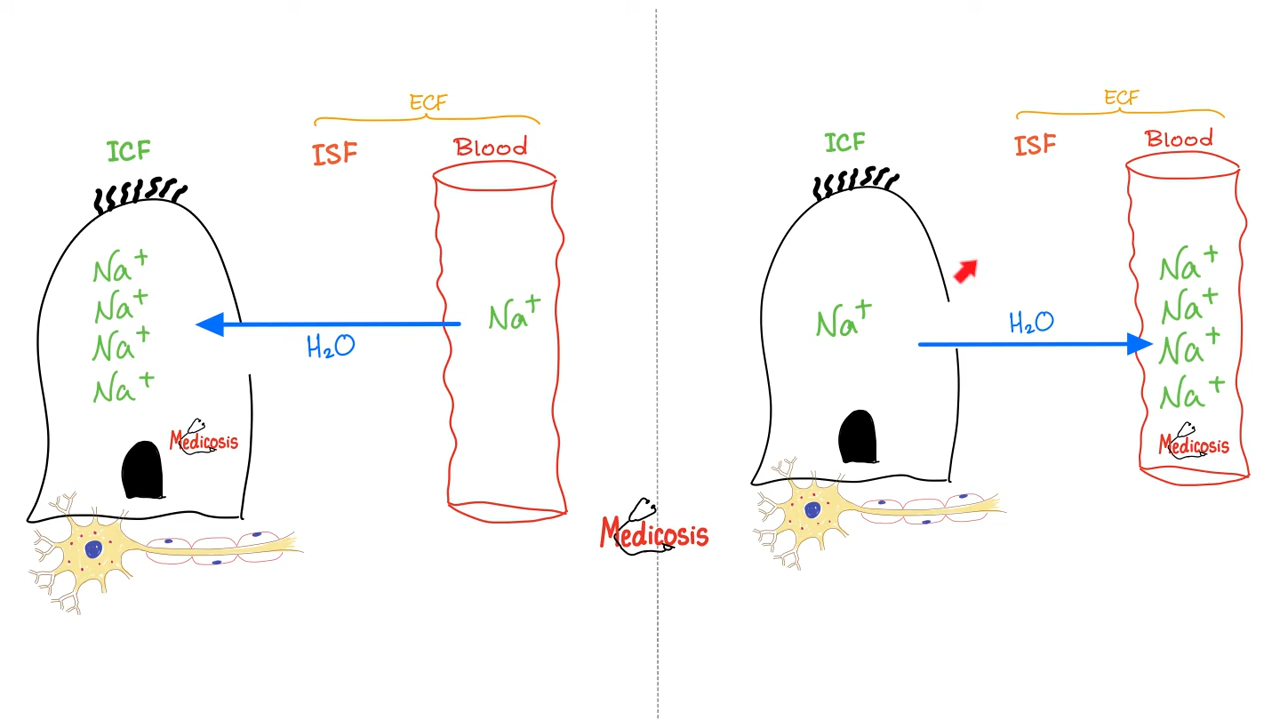 ECF
ICF
ISF
Blood
Na+
Na+
Na+
Na+
Na+
H₂O
Medicosis
Medicosis
ECF
ICF
ISF
Blood
Na+
H₂O
Na+
Na+
Na+
Na+
Medicosis